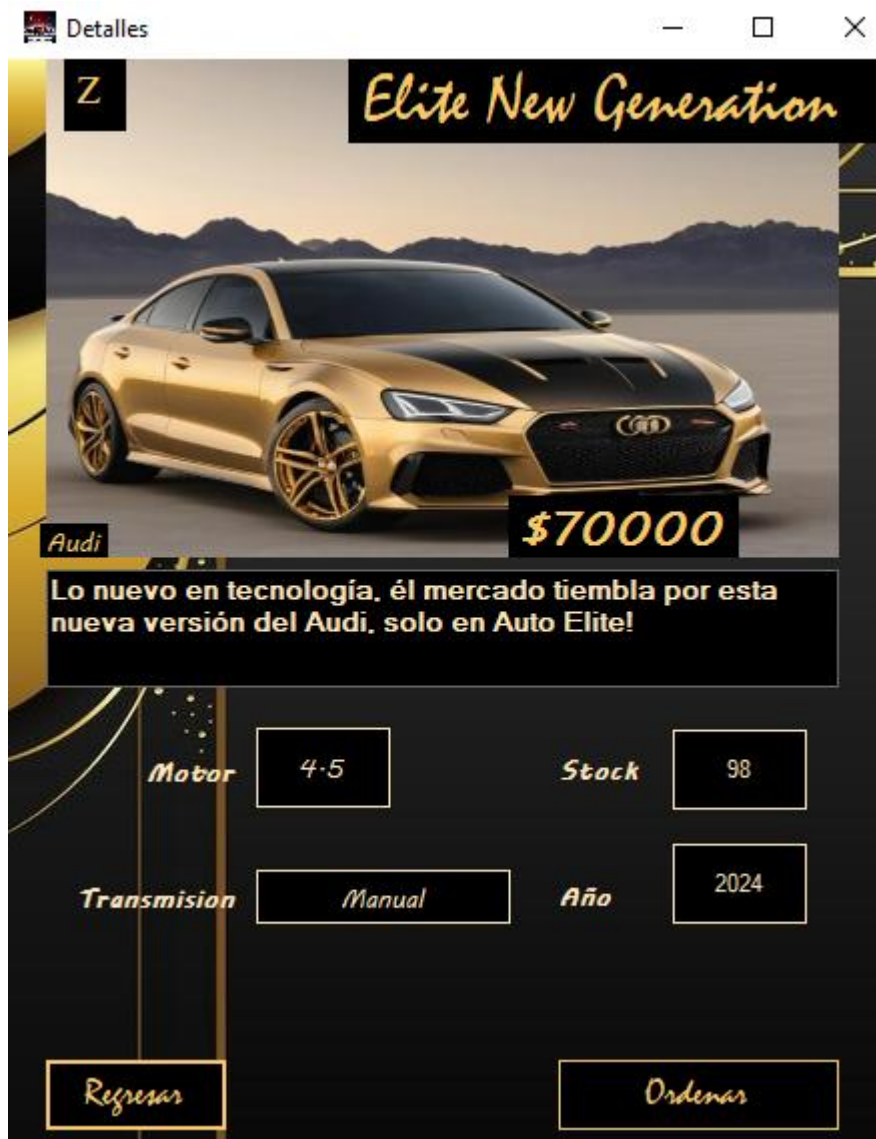 Detalles
Z
Elite New Generation
Audi
$70000
Lo nuevo en tecnología, él mercado tiembla por esta
nueva versión del Audi, solo en Auto Elite!
Motor
4.5
Stock
98
Transmision
Manual
Año
2024
Regresar
Ordenar